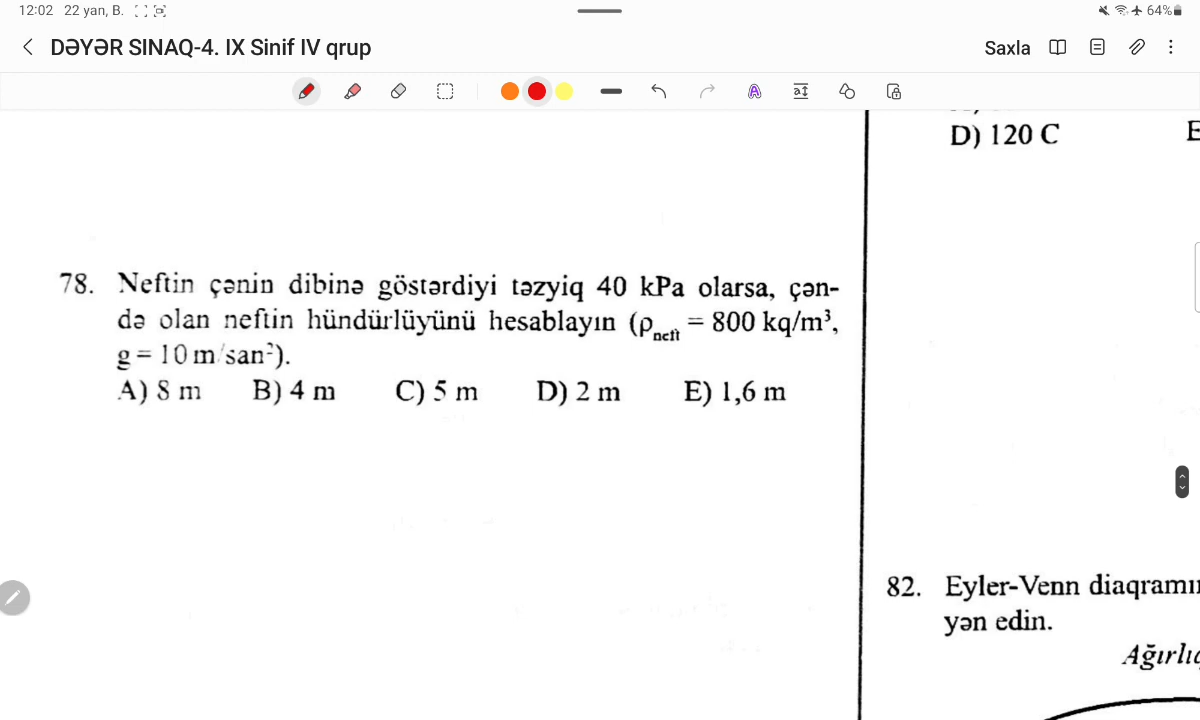 12:02 22 yan, B.
64%
DƏYƏR SINAQ-4. IX Sinif IV qrup
Saxla
D) 120 C
E
78. Neftin çənin dibinə göstərdiyi təzyiq 40 kPa olarsa, çən-
də olan neftin hündürlüyünü hesablayın (ρneft = 800 kq/m³,
g = 10 m/san²).
A) 8 m B) 4 m C) 5 m D) 2 m E) 1,6 m
82. Eyler-Venn diaqramı
yən edin.
Ağırlı